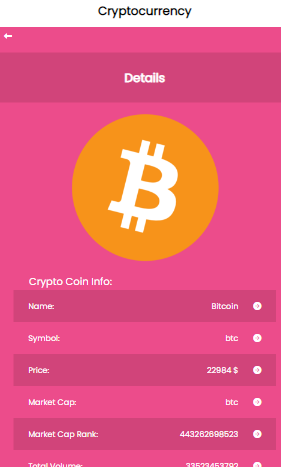 Cryptocurrency
Details
Crypto Coin Info:
Name: Bitcoin
Symbol: btc
Price: 22984 $
Market Cap: btc
Market Cap Rank: 443262698523
Total Volume: 33523453792